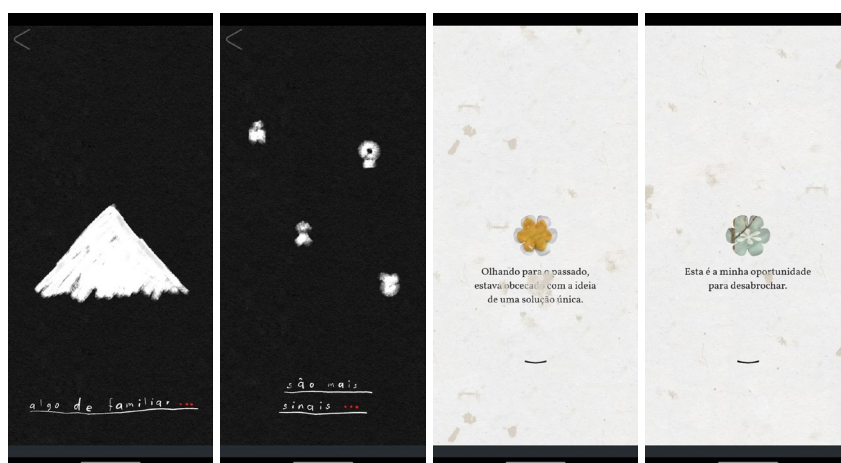 algo de familiar ...
são mais
sinais ...
Olhando para o passado,
estava obcecado com a ideia
de uma solução única.
Esta é a minha oportunidade
para desabrochar.